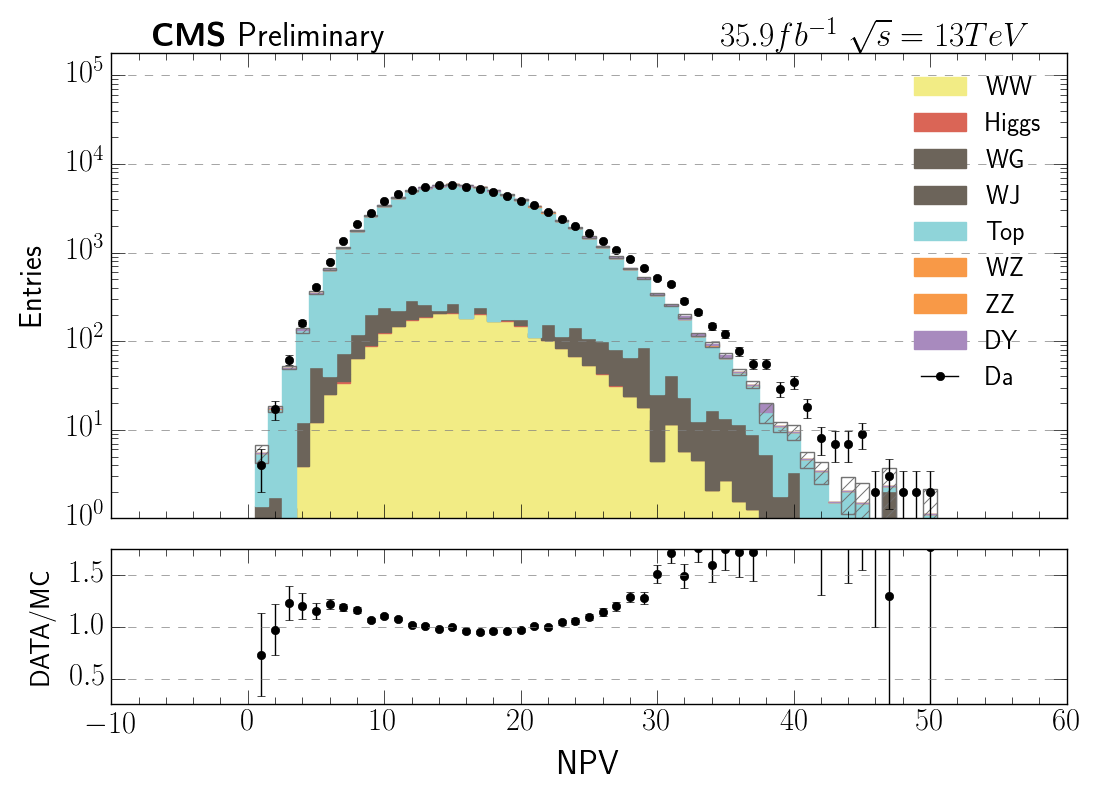 CMS Preliminary 35.9fb⁻¹ √s = 13TeV
10⁵
10⁴
10³
10²
10¹
10⁰
Entries
WW
Higgs
WG
WJ
Top
WZ
ZZ
DY
Da
1.5
1.0
0.5
DATA/MC
−10 0 10 20 30 40 50 60
NPV